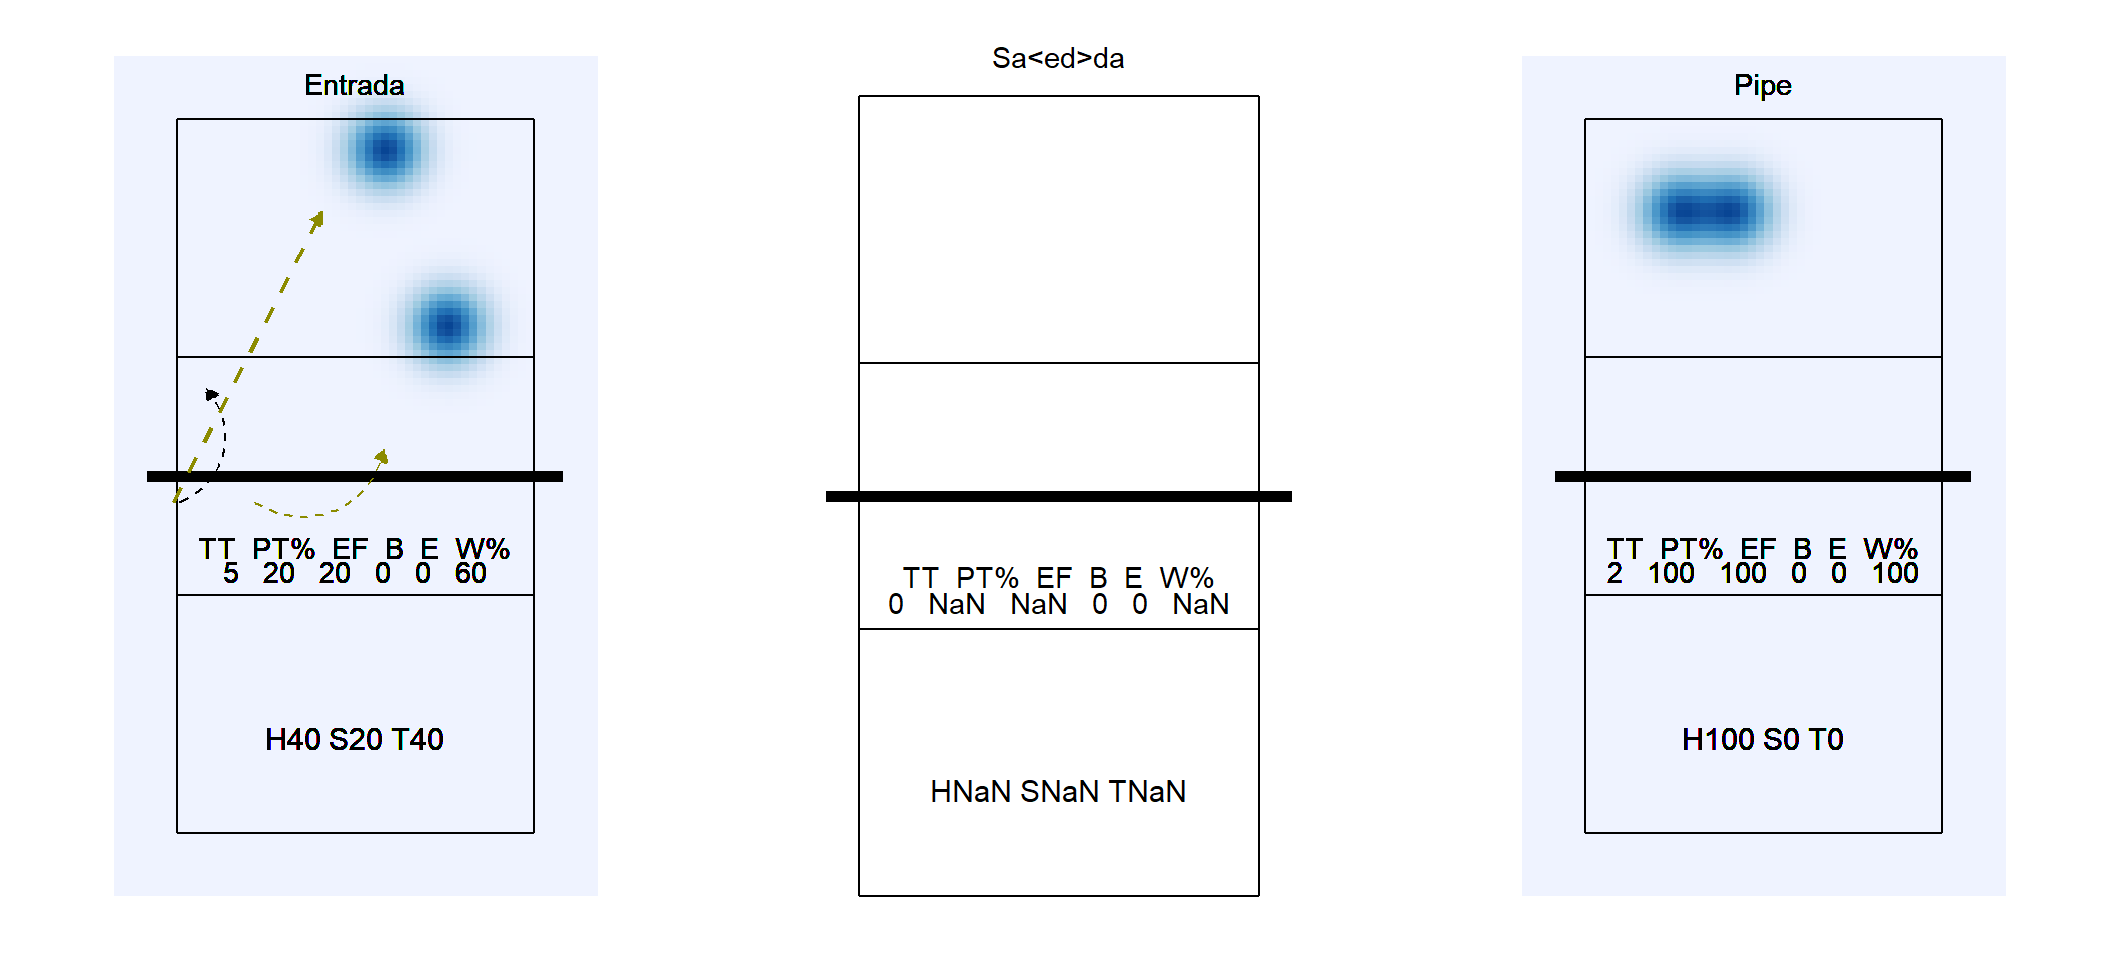 Entrada
TT PT% EF B E W%
5 20 20 0 0 60
H40 S20 T40
Sa<ed>da
TT PT% EF B E W%
0 NaN NaN 0 0 NaN
HNaN SNaN TNaN
Pipe
TT PT% EF B E W%
2 100 100 0 0 100
H100 S0 T0